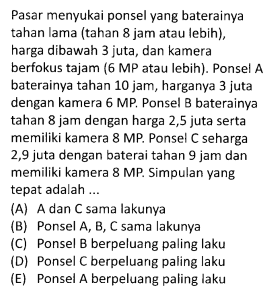 Pasar menyukai ponsel yang baterainya
tahan lama (tahan 8 jam atau lebih),
harga dibawah 3 juta, dan kamera
berfokus tajam (6 MP atau lebih). Ponsel A
baterainya tahan 10 jam, harganya 3 juta
dengan kamera 6 MP. Ponsel B baterainya
tahan 8 jam dengan harga 2,5 juta serta
memiliki kamera 8 MP. Ponsel C seharga
2,9 juta dengan baterai tahan 9 jam dan
memiliki kamera 8 MP. Simpulan yang
tepat adalah ...
(A) A dan C sama lakunya
(B) Ponsel A, B, C sama lakunya
(C) Ponsel B berpeluang paling laku
(D) Ponsel C berpeluang paling laku
(E) Ponsel A berpeluang paling laku